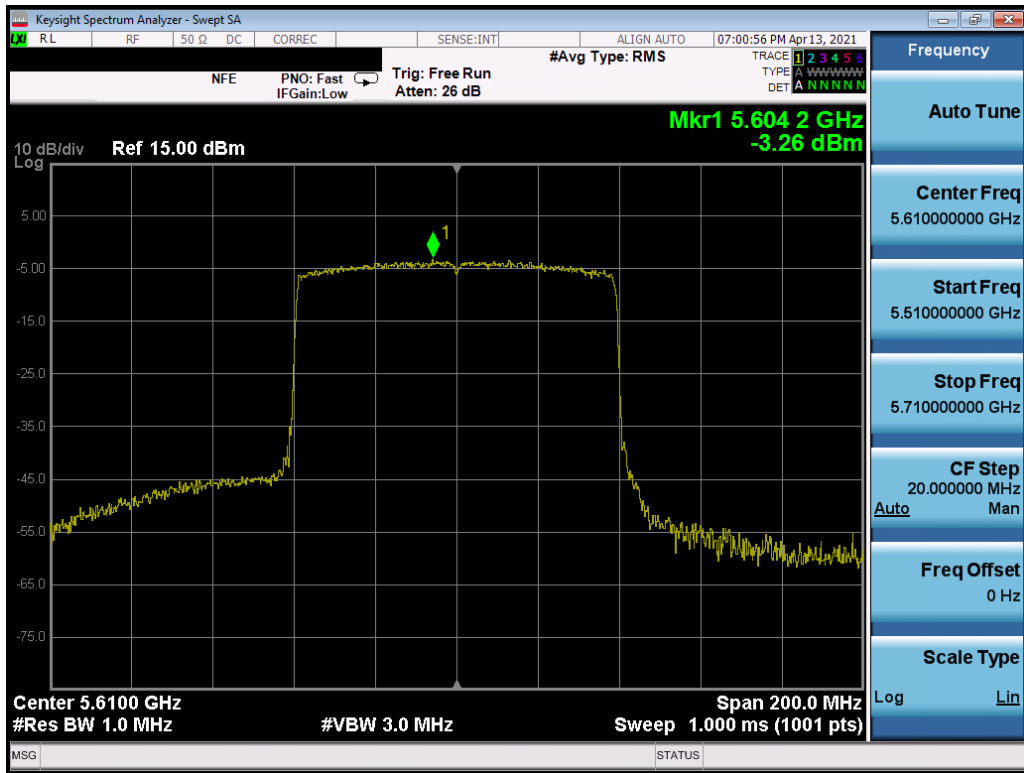 Keysight Spectrum Analyzer - Swept SA
LXI RL RF 50 Ω DC CORREC SENSE:INT ALIGN AUTO 07:00:56 PM Apr 13, 2021
#Avg Type: RMS TRACE 1 2 3 4 5 6
NFE PNO: Fast Trig: Free Run TYPE A WWWWW
IFGain:Low Atten: 26 dB DET A N N N N N
Mkr1 5.604 2 GHz
-3.26 dBm
10 dB/div Ref 15.00 dBm
Log
1
5.00
-5.00
-15.0
-25.0
-35.0
-45.0
-55.0
-65.0
-75.0
Center 5.6100 GHz Span 200.0 MHz
#Res BW 1.0 MHz #VBW 3.0 MHz Sweep 1.000 ms (1001 pts)
MSG STATUS
Frequency
Auto Tune
Center Freq
5.610000000 GHz
Start Freq
5.510000000 GHz
Stop Freq
5.710000000 GHz
CF Step
20.000000 MHz
Auto Man
Freq Offset
0 Hz
Scale Type
Log Lin